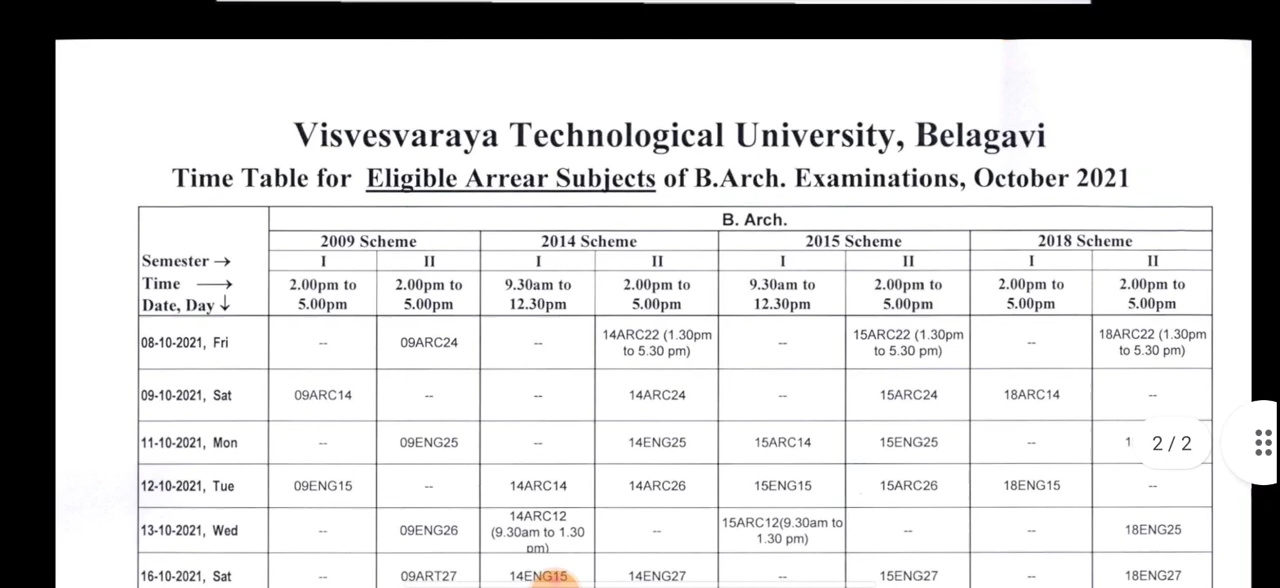 Visvesvaraya Technological University, Belagavi
Time Table for Eligible Arrear Subjects of B.Arch. Examinations, October 2021
B. Arch.
2009 Scheme 2014 Scheme 2015 Scheme 2018 Scheme
Semester → I II I II I II I II
Time → 2.00pm to 2.00pm to 9.30am to 2.00pm to 9.30am to 2.00pm to 2.00pm to 2.00pm to
Date, Day ↓ 5.00pm 5.00pm 12.30pm 5.00pm 12.30pm 5.00pm 5.00pm 5.00pm
08-10-2021, Fri -- 09ARC24 -- 14ARC22 (1.30pm to 5.30 pm) -- 15ARC22 (1.30pm to 5.30 pm) -- 18ARC22 (1.30pm to 5.30 pm)
09-10-2021, Sat 09ARC14 -- -- 14ARC24 -- 15ARC24 18ARC14 --
11-10-2021, Mon -- 09ENG25 -- 14ENG25 15ARC14 15ENG25 -- 1
2 / 2
12-10-2021, Tue 09ENG15 -- 14ARC14 14ARC26 15ENG15 15ARC26 18ENG15 --
13-10-2021, Wed -- 09ENG26 14ARC12 (9.30am to 1.30 pm) -- 15ARC12(9.30am to 1.30 pm) -- -- 18ENG25
16-10-2021, Sat -- 09ART27 14ENG15 14ENG27 -- 15ENG27 -- 18ENG27